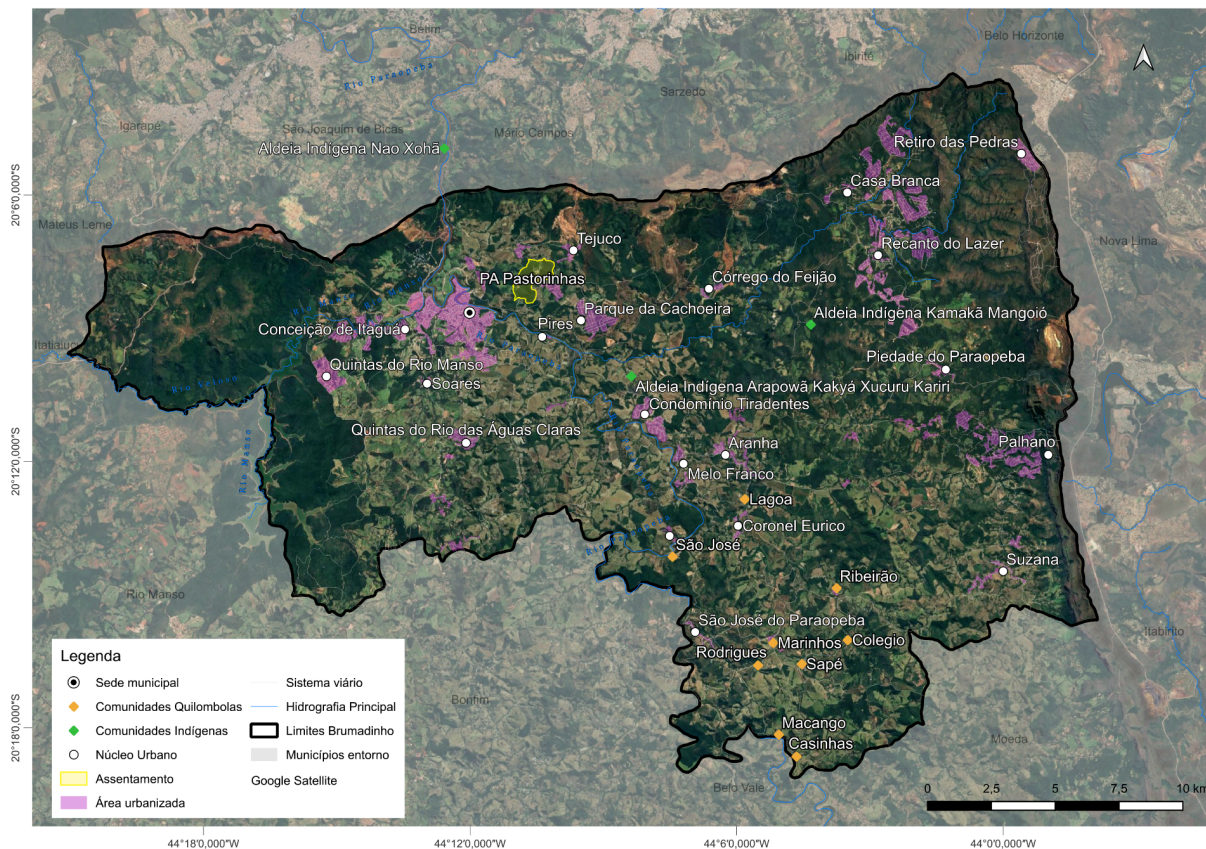 Betim
Belo Horizonte
Ibirité
Rio Paraopeba
Sarzedo
Igarapé
São Joaquim de Bicas
Mário Campos
Aldeia Indígena Nao Xohã
Retiro das Pedras
Casa Branca
20°6'0,000"S
Mateus Leme
Nova Lima
Tejuco
Recanto do Lazer
PA Pastorinhas
Córrego do Feijão
Parque da Cachoeira
Aldeia Indígena Kamakã Mangoió
Conceição de Itaguá
Pires
Itatiaiuçu
Quintas do Rio Manso
Piedade do Paraopeba
Soares
Aldeia Indígena Arapowã Kakyá Xucuru Kariri
Condomínio Tiradentes
Quintas do Rio das Águas Claras
Aranha
Palhano
Rio Manso
20°12'0,000"S
Melo Franco
Lagoa
Coronel Eurico
São José
Suzana
Ribeirão
Rio Manso
São José do Paraopeba
Itabirito
Marinhos
Colegio
Rodrigues
Sapé
Bonfim
20°18'0,000"S
Macango
Moeda
Casinhas
Belo Vale
Legenda
Sede municipal
Comunidades Quilombolas
Comunidades Indígenas
Núcleo Urbano
Assentamento
Área urbanizada
Sistema viário
Hidrografia Principal
Limites Brumadinho
Municípios entorno
Google Satellite
0 2,5 5 7,5 10 km
44°18'0,000"W
44°12'0,000"W
44°6'0,000"W
44°0'0,000"W